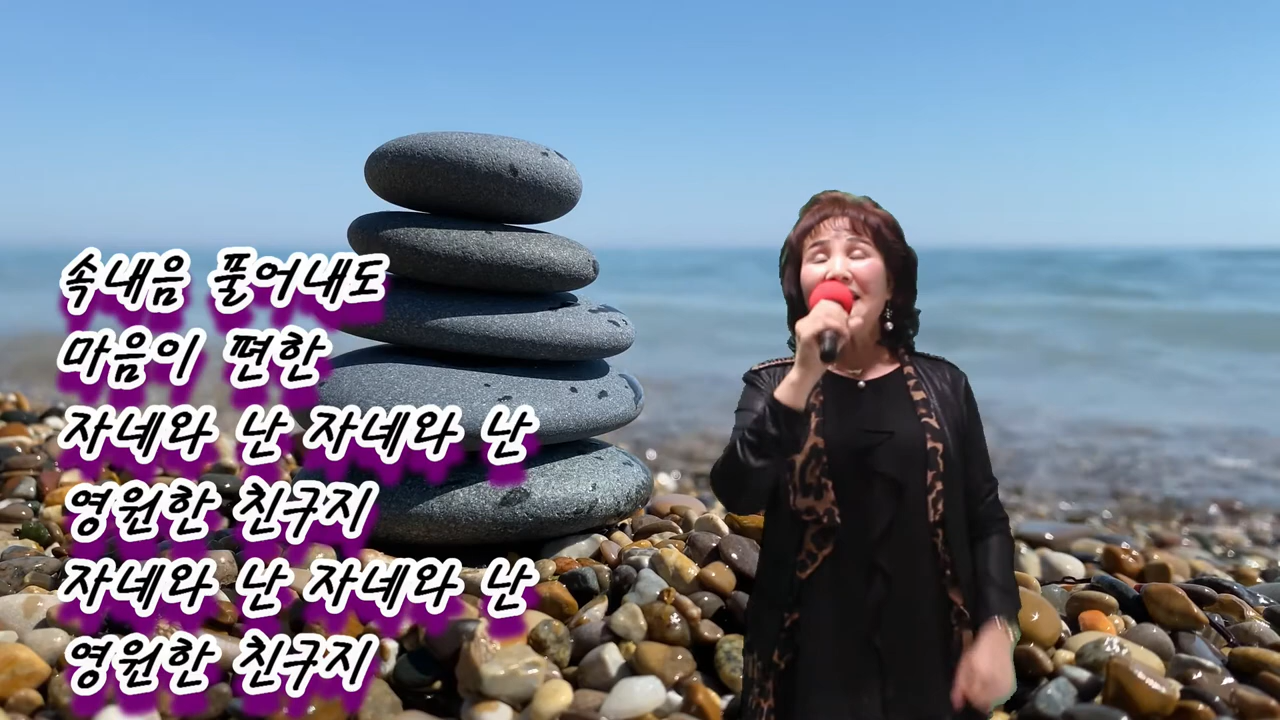 속내음 풀어내도
마음이 편한
자네와 난 자네와 난
영원한 친구지
자네와 난 자네와 난
영원한 친구지